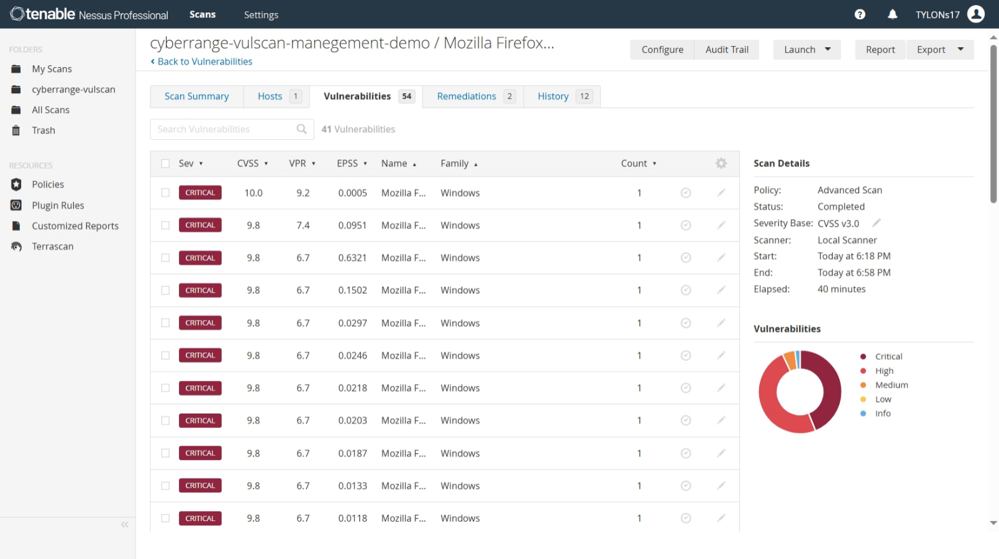 tenable Nessus Professional Scans Settings TYLONs17
cyberrange-vulscan-manegement-demo / Mozilla Firefox...
Back to Vulnerabilities
Configure Audit Trail Launch Report Export
FOLDERS
My Scans
cyberrange-vulscan
All Scans
Trash
RESOURCES
Policies
Plugin Rules
Customized Reports
Terrascan
Scan Summary Hosts 1 Vulnerabilities 54 Remediations 2 History 12
Search Vulnerabilities 41 Vulnerabilities
Sev CVSS VPR EPSS Name Family Count
CRITICAL 10.0 9.2 0.0005 Mozilla F... Windows 1
CRITICAL 9.8 7.4 0.0951 Mozilla F... Windows 1
CRITICAL 9.8 6.7 0.6321 Mozilla F... Windows 1
CRITICAL 9.8 6.7 0.1502 Mozilla F... Windows 1
CRITICAL 9.8 6.7 0.0297 Mozilla F... Windows 1
CRITICAL 9.8 6.7 0.0246 Mozilla F... Windows 1
CRITICAL 9.8 6.7 0.0218 Mozilla F... Windows 1
CRITICAL 9.8 6.7 0.0203 Mozilla F... Windows 1
CRITICAL 9.8 6.7 0.0187 Mozilla F... Windows 1
CRITICAL 9.8 6.7 0.0133 Mozilla F... Windows 1
CRITICAL 9.8 6.7 0.0118 Mozilla F... Windows 1
Scan Details
Policy: Advanced Scan
Status: Completed
Severity Base: CVSS v3.0
Scanner: Local Scanner
Start: Today at 6:18 PM
End: Today at 6:58 PM
Elapsed: 40 minutes
Vulnerabilities
Critical
High
Medium
Low
Info